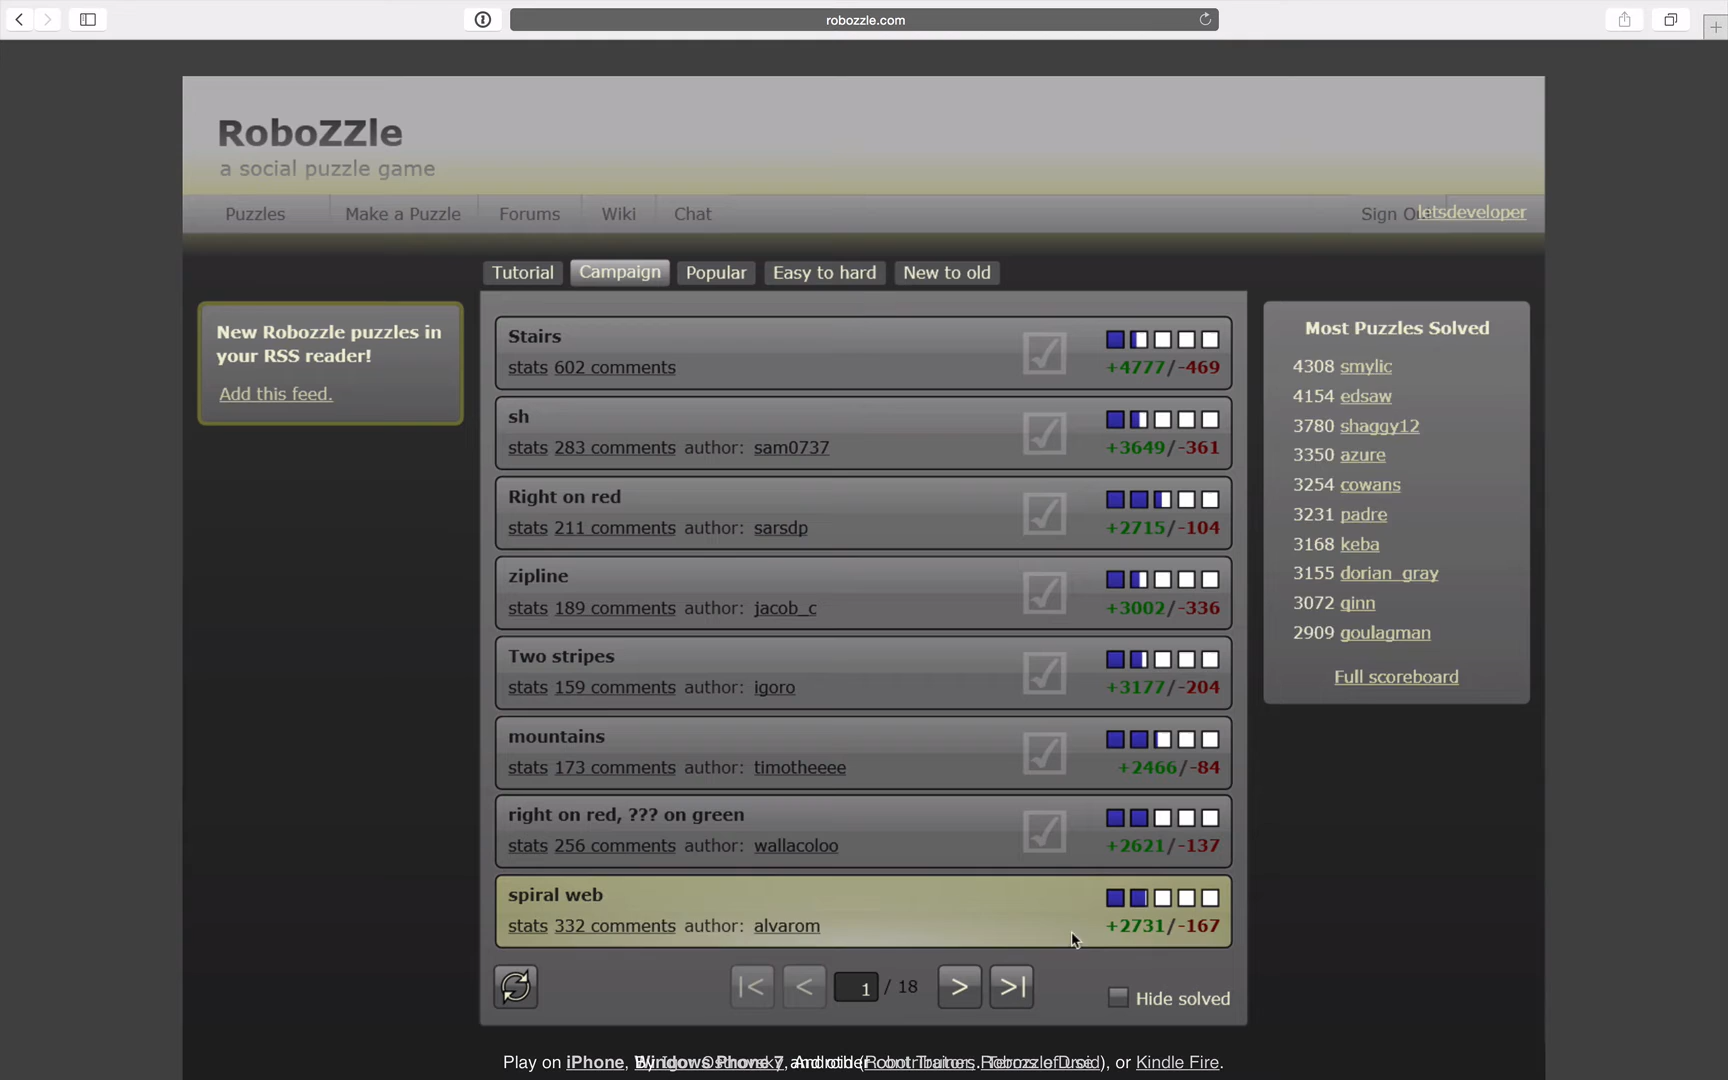 robozzle.com
RoboZZle
a social puzzle game
Puzzles Make a Puzzle Forums Wiki Chat Sign letsdeveloper
Tutorial Campaign Popular Easy to hard New to old
New Robozzle puzzles in
your RSS reader!
Add this feed.
Stairs
stats 602 comments +4777/-469
sh
stats 283 comments author: sam0737 +3649/-361
Right on red
stats 211 comments author: sarsdp +2715/-104
zipline
stats 189 comments author: jacob_c +3002/-336
Two stripes
stats 159 comments author: igoro +3177/-204
mountains
stats 173 comments author: timotheeee +2466/-84
right on red, ??? on green
stats 256 comments author: wallacoloo +2621/-137
spiral web
stats 332 comments author: alvarom +2731/-167
|< < 1 / 18 > >| Hide solved
Most Puzzles Solved
4308 smylic
4154 edsaw
3780 shaggy12
3350 azure
3254 cowans
3231 padre
3168 keba
3155 dorian_gray
3072 qinn
2909 goulagman
Full scoreboard
Play on iPhone, Windows Phone 7, or Kindle Fire.